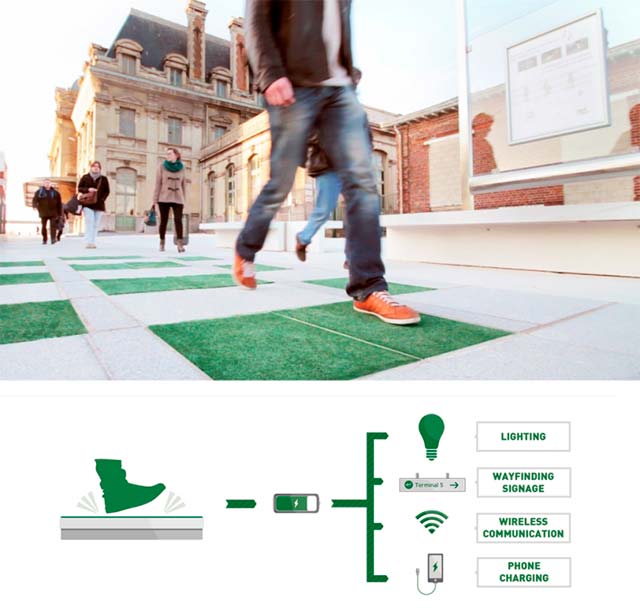 LIGHTING
Terminal 5
WAYFINDING
SIGNAGE
WIRELESS
COMMUNICATION
PHONE
CHARGING